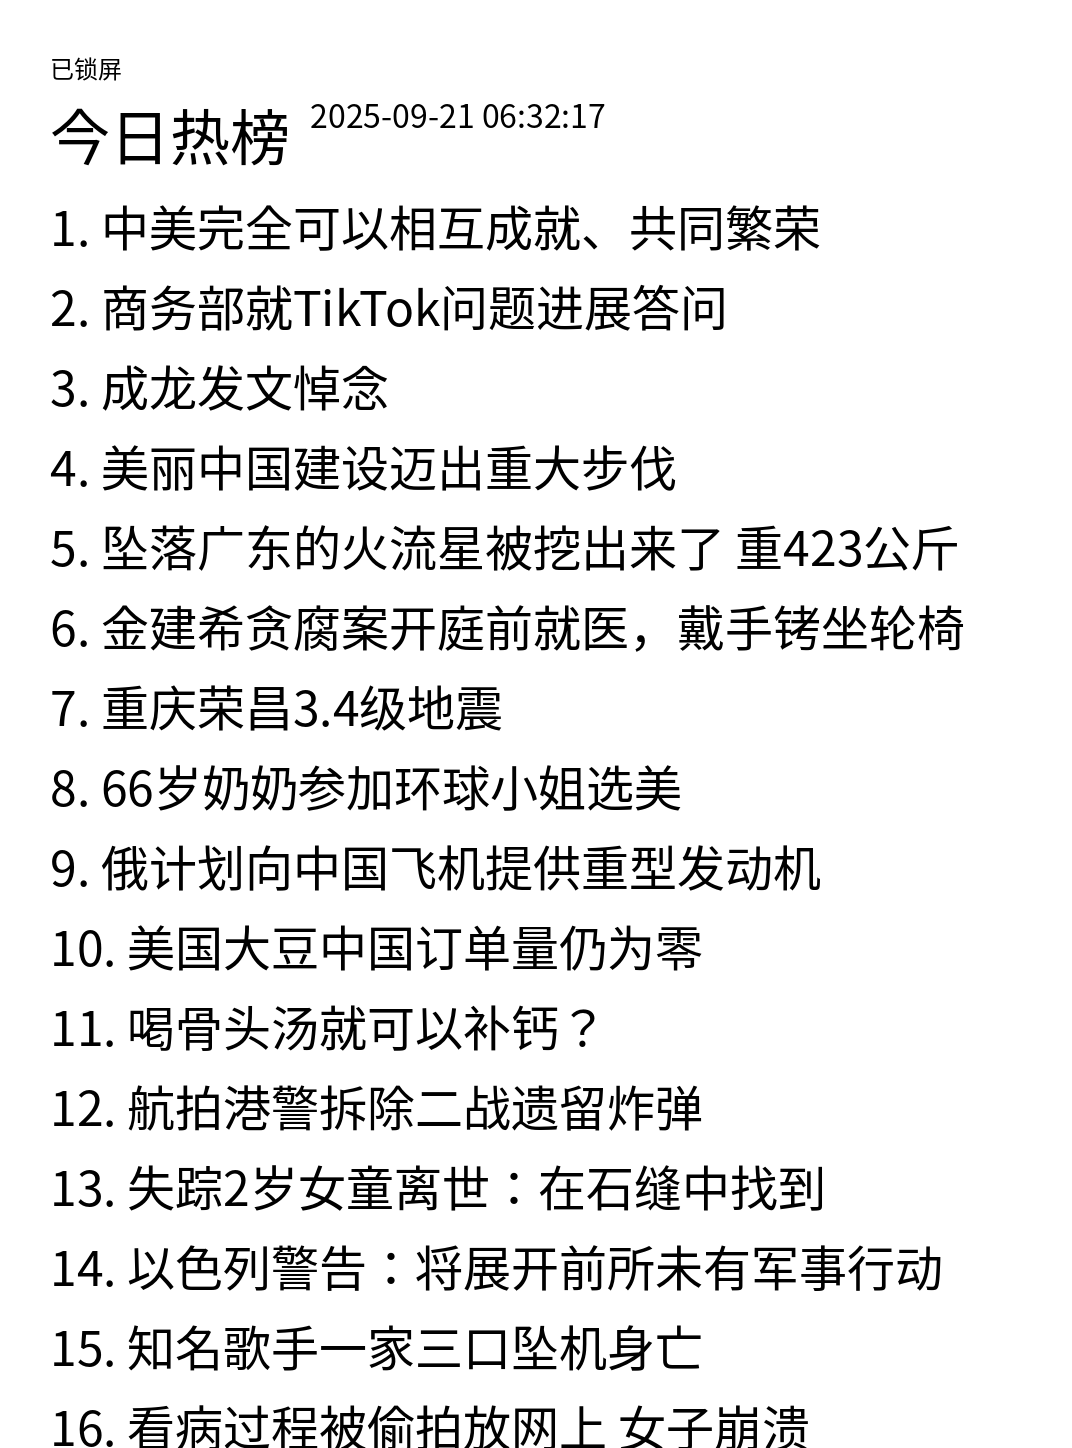 已锁屏
今日热榜 2025-09-21 06:32:17
1. 中美完全可以相互成就、共同繁荣
2. 商务部就TikTok问题进展答问
3. 成龙发文悼念
4. 美丽中国建设迈出重大步伐
5. 坠落广东的火流星被挖出来了 重423公斤
6. 金建希贪腐案开庭前就医，戴手铐坐轮椅
7. 重庆荣昌3.4级地震
8. 66岁奶奶参加环球小姐选美
9. 俄计划向中国飞机提供重型发动机
10. 美国大豆中国订单量仍为零
11. 喝骨头汤就可以补钙？
12. 航拍港警拆除二战遗留炸弹
13. 失踪2岁女童离世：在石缝中找到
14. 以色列警告：将展开前所未有军事行动
15. 知名歌手一家三口坠机身亡
16. 看病过程被偷拍放网上 女子崩溃